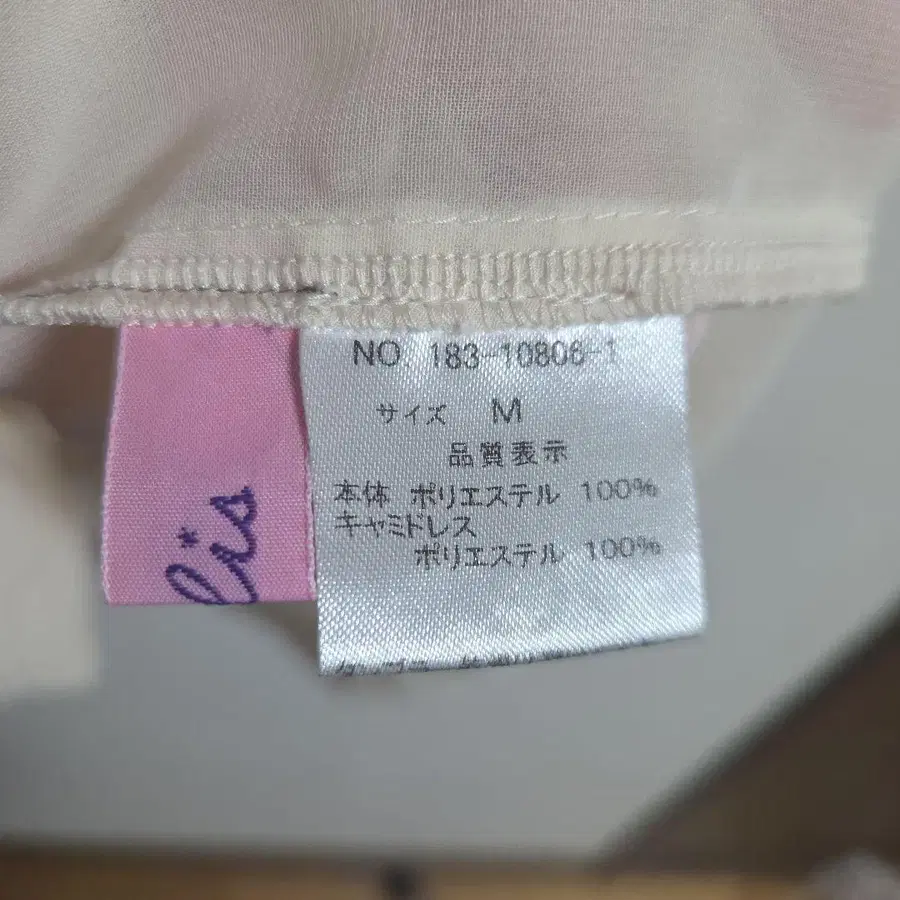 NO. 183-10806-1
サイズ M
品質表示
本体 ポリエステル 100%
キャミドレス
ポリエステル 100%
lis